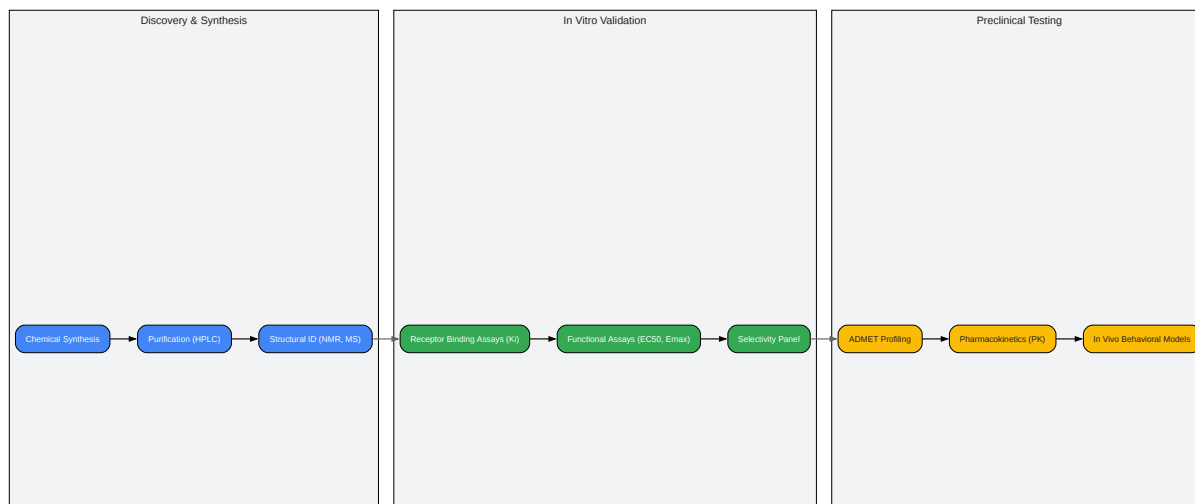 Discovery & Synthesis
In Vitro Validation
Preclinical Testing
Chemical Synthesis
Purification (HPLC)
Structural ID (NMR, MS)
Receptor Binding Assays (Ki)
Functional Assays (EC50, Emax)
Selectivity Panel
ADMET Profiling
Pharmacokinetics (PK)
In Vivo Behavioral Models